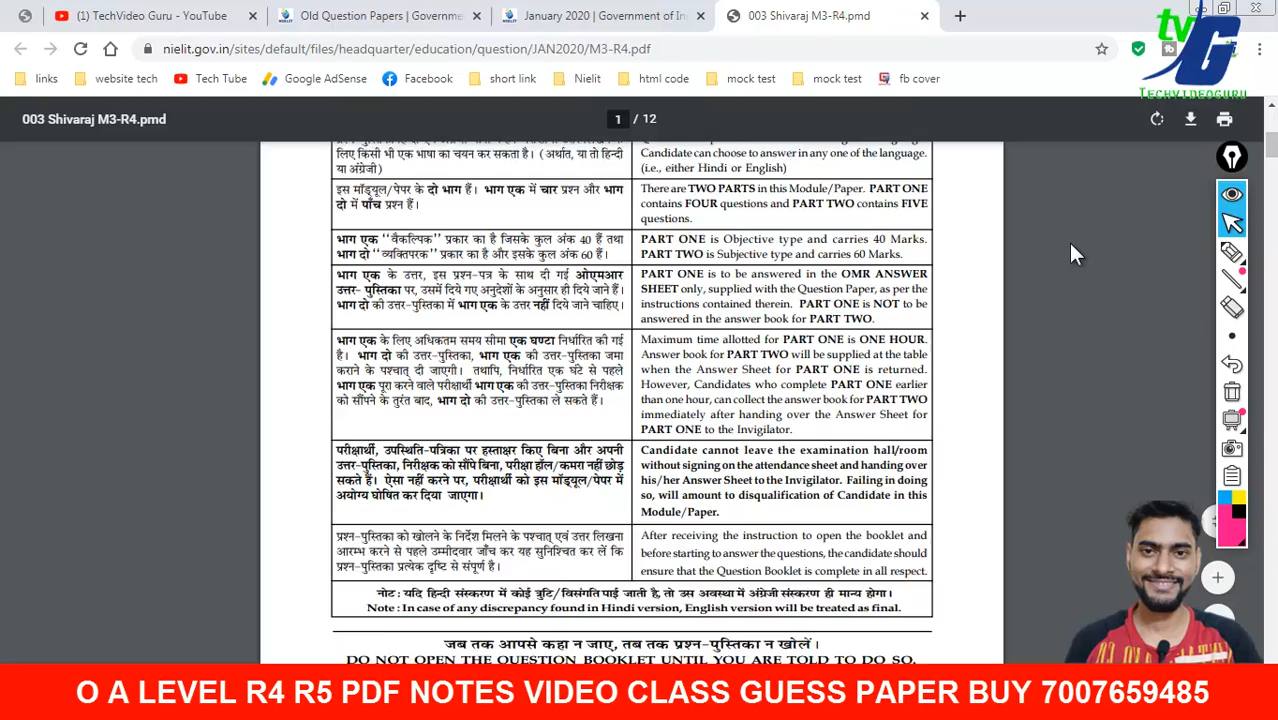 (1) TechVideo Guru - YouTube
Old Question Papers | Governme
January 2020 | Government of In
003 Shivaraj M3-R4.pmd
nielit.gov.in/sites/default/files/headquarter/education/question/JAN2020/M3-R4.pdf
links
website tech
Tech Tube
Google AdSense
Facebook
short link
Nielit
html code
mock test
mock test
fb cover
tv
G
TECHVIDEOGURU
003 Shivaraj M3-R4.pmd
1 / 12
लिए किसी भी एक भाषा का चयन कर सकता है। (अर्थात, या तो हिन्दी
या अंग्रेजी)
Candidate can choose to answer in any one of the language.
(i.e., either Hindi or English)
इस मॉड्यूल/पेपर के दो भाग हैं। भाग एक में चार प्रश्न और भाग
दो में पाँच प्रश्न हैं।
There are TWO PARTS in this Module/Paper. PART ONE
contains FOUR questions and PART TWO contains FIVE
questions.
भाग एक "वैकल्पिक" प्रकार का है जिसके कुल अंक 40 हैं तथा
भाग दो "व्यक्तिपरक" प्रकार का है और इसके कुल अंक 60 हैं।
PART ONE is Objective type and carries 40 Marks.
PART TWO is Subjective type and carries 60 Marks.
भाग एक के उत्तर, इस प्रश्न-पत्र के साथ दी गई ओएमआर
उत्तर- पुस्तिका पर, उसमें दिये गए अनुदेशों के अनुसार ही दिये जाने हैं।
भाग दो की उत्तर-पुस्तिका में भाग एक के उत्तर नहीं दिये जाने चाहिए।
PART ONE is to be answered in the OMR ANSWER
SHEET only, supplied with the Question Paper, as per the
instructions contained therein. PART ONE is NOT to be
answered in the answer book for PART TWO.
भाग एक के लिए अधिकतम समय सीमा एक घण्टा निर्धारित की गई
है। भाग दो की उत्तर-पुस्तिका, भाग एक की उत्तर-पुस्तिका जमा
कराने के पश्चात् दी जाएगी। तथापि, निर्धारित एक घंटे से पहले
भाग एक पूरा करने वाले परीक्षार्थी भाग एक की उत्तर-पुस्तिका निरीक्षक
को सौंपने के तुरंत बाद, भाग दो की उत्तर-पुस्तिका ले सकते हैं।
Maximum time allotted for PART ONE is ONE HOUR.
Answer book for PART TWO will be supplied at the table
when the Answer Sheet for PART ONE is returned.
However, Candidates who complete PART ONE earlier
than one hour, can collect the answer book for PART TWO
immediately after handing over the Answer Sheet for
PART ONE to the Invigilator.
परीक्षार्थी, उपस्थिति-पत्रिका पर हस्ताक्षर किए बिना और अपनी
उत्तर-पुस्तिका, निरीक्षक को सौंपे बिना, परीक्षा हॉल/कमरा नहीं छोड़
सकते हैं। ऐसा नहीं करने पर, परीक्षार्थी को इस मॉड्यूल/पेपर में
अयोग्य घोषित कर दिया जाएगा।
Candidate cannot leave the examination hall/room
without signing on the attendance sheet and handing over
his/her Answer Sheet to the Invigilator. Failing in doing
so, will amount to disqualification of Candidate in this
Module/Paper.
प्रश्न-पुस्तिका को खोलने के निर्देश मिलने के पश्चात् एवं उत्तर लिखना
आरम्भ करने से पहले उम्मीदवार जाँच कर यह सुनिश्चित कर लें कि
प्रश्न-पुस्तिका प्रत्येक दृष्टि से संपूर्ण है।
After receiving the instruction to open the booklet and
before starting to answer the questions, the candidate should
ensure that the Question Booklet is complete in all respect.
नोट : यदि हिन्दी संस्करण में कोई त्रुटि/विसंगति पाई जाती है, तो उस अवस्था में अंग्रेजी संस्करण ही मान्य होगा।
Note : In case of any discrepancy found in Hindi version, English version will be treated as final.
जब तक आपसे कहा न जाए, तब तक प्रश्न-पुस्तिका न खोलें।
DO NOT OPEN THE QUESTION BOOKLET UNTIL YOU ARE TOLD TO DO SO.
O A LEVEL R4 R5 PDF NOTES VIDEO CLASS GUESS PAPER BUY 7007659485